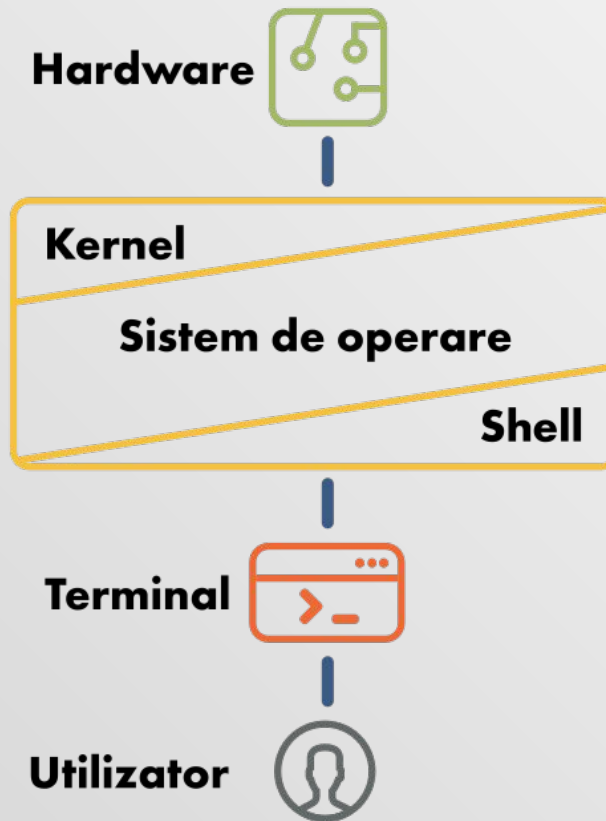 Hardware
Kernel
Sistem de operare
Shell
Terminal
Utilizator